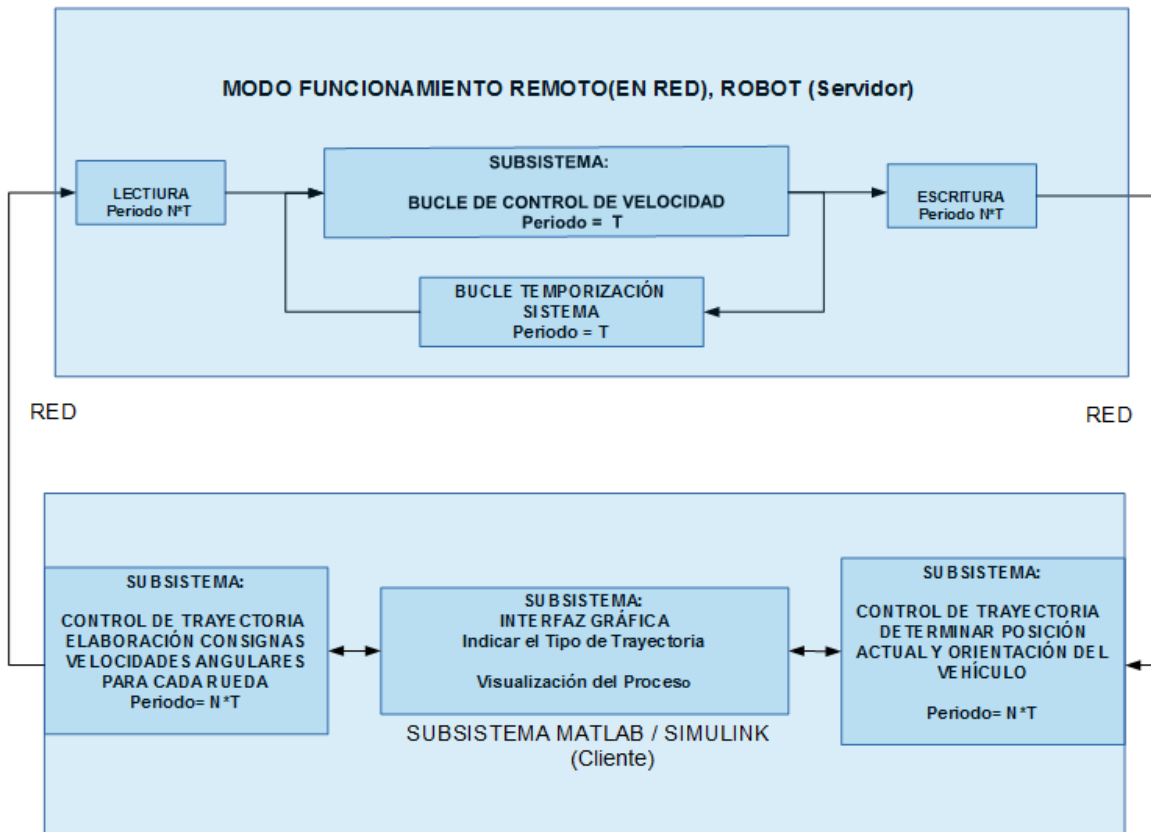 MODO FUNCIONAMIENTO REMOTO(EN RED), ROBOT (Servidor)
LECTIURA
Periodo N*T
SUBSISTEMA:
BUCLE DE CONTROL DE VELOCIDAD
Periodo = T
ESCRITURA
Periodo N*T
BUCLE TEMPORIZACIÓN
SISTEMA
Periodo = T
RED
RED
SUBSISTEMA:
CONTROL DE TRAYECTORIA
ELABORACIÓN CONSIGNAS
VELOCIDADES ANGULARES
PARA CADA RUEDA
Periodo= N*T
SUBSISTEMA:
INTERFAZ GRÁFICA
Indicar el Tipo de Trayectoria
Visualización del Proceso
SUBSISTEMA:
CONTROL DE TRAYECTORIA
DETERMINAR POSICIÓN
ACTUAL Y ORIENTACIÓN DEL
VEHÍCULO
Periodo= N*T
SUBSISTEMA MATLAB / SIMULINK
(Cliente)